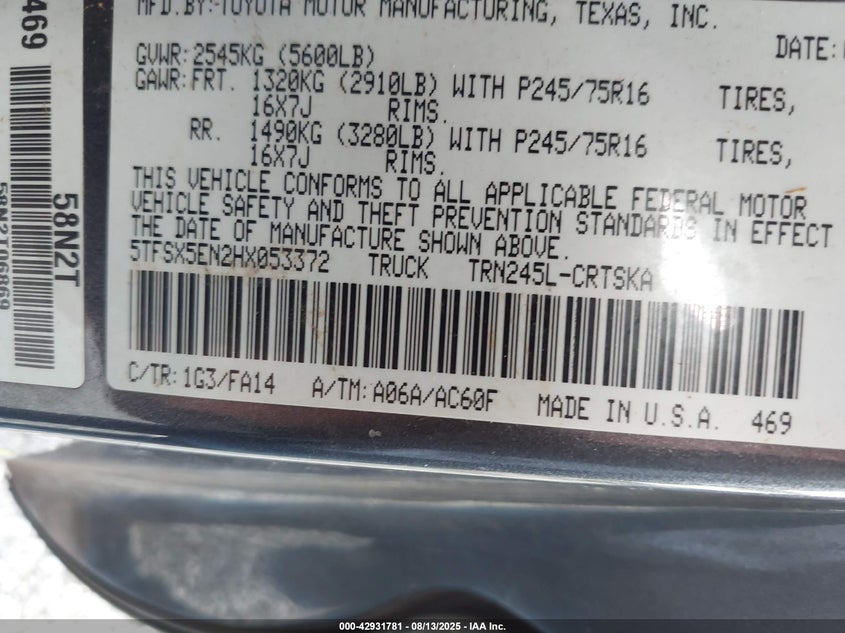 MFD.BY:-TOYOTA MOTOR MANUFACTURING, TEXAS, INC.
DATE:
GVWR: 2545KG (5600LB)
GAWR: FRT. 1320KG (2910LB) WITH P245/75R16 TIRES,
16X7J RIMS.
RR. 1490KG (3280LB) WITH P245/75R16 TIRES,
16X7J RIMS.
THIS VEHICLE CONFORMS TO ALL APPLICABLE FEDERAL MOTOR
VEHICLE SAFETY AND THEFT PREVENTION STANDARDS IN EFFECT
THE DATE OF MANUFACTURE SHOWN ABOVE.
5TFSX5EN2HX053372 TRUCK TRN245L-CRTSKA
C/TR:1G3/FA14 A/TM:A06A/AC60F MADE IN U.S.A. 469
469
58N2T
58N2T06869
000-42931781 - 08/13/2025 - IAA Inc.